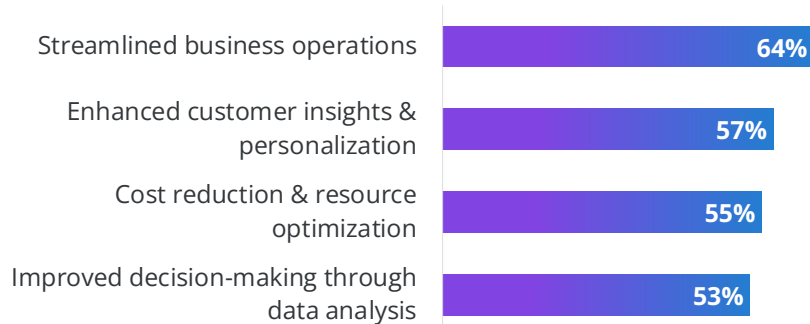 Streamlined business operations
64%
Enhanced customer insights &
personalization
57%
Cost reduction & resource
optimization
55%
Improved decision-making through
data analysis
53%